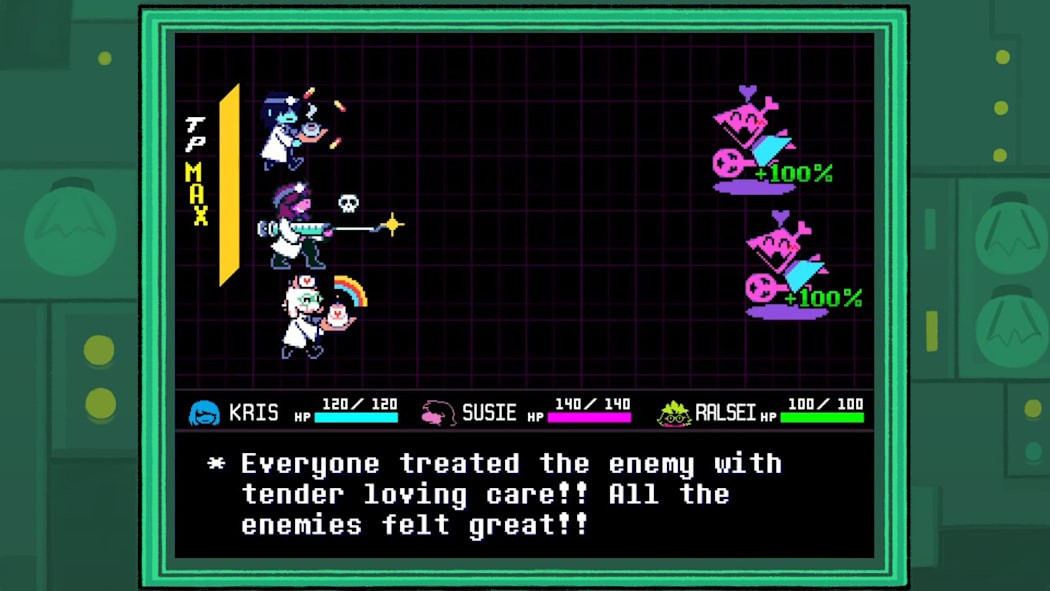 TP
MAX
+100%
+100%
KRIS HP 120/ 120
SUSIE HP 140/ 140
RALSEI HP 100/ 100
* Everyone treated the enemy with
tender loving care!! All the
enemies felt great!!